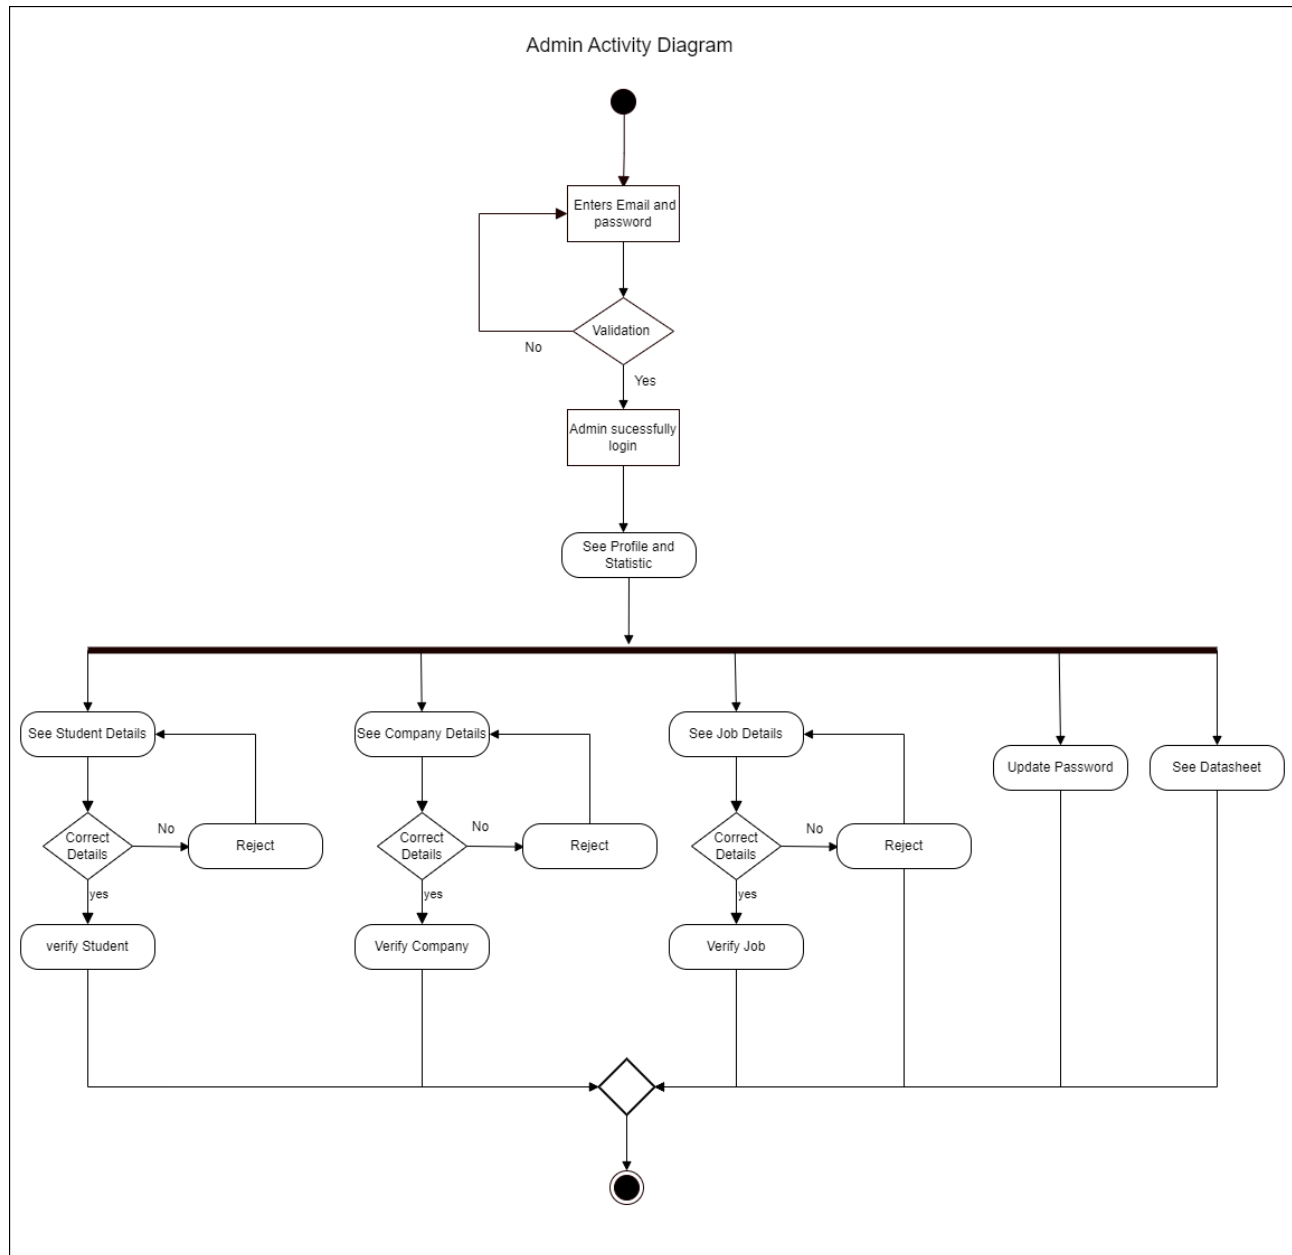 Admin Activity Diagram
Enters Email and
password
Validation
No
Yes
Admin sucessfully
login
See Profile and
Statistic
See Student Details
See Company Details
See Job Details
Update Password
See Datasheet
Correct
Details
No
Reject
Correct
Details
No
Reject
Correct
Details
No
Reject
yes
yes
yes
verify Student
Verify Company
Verify Job